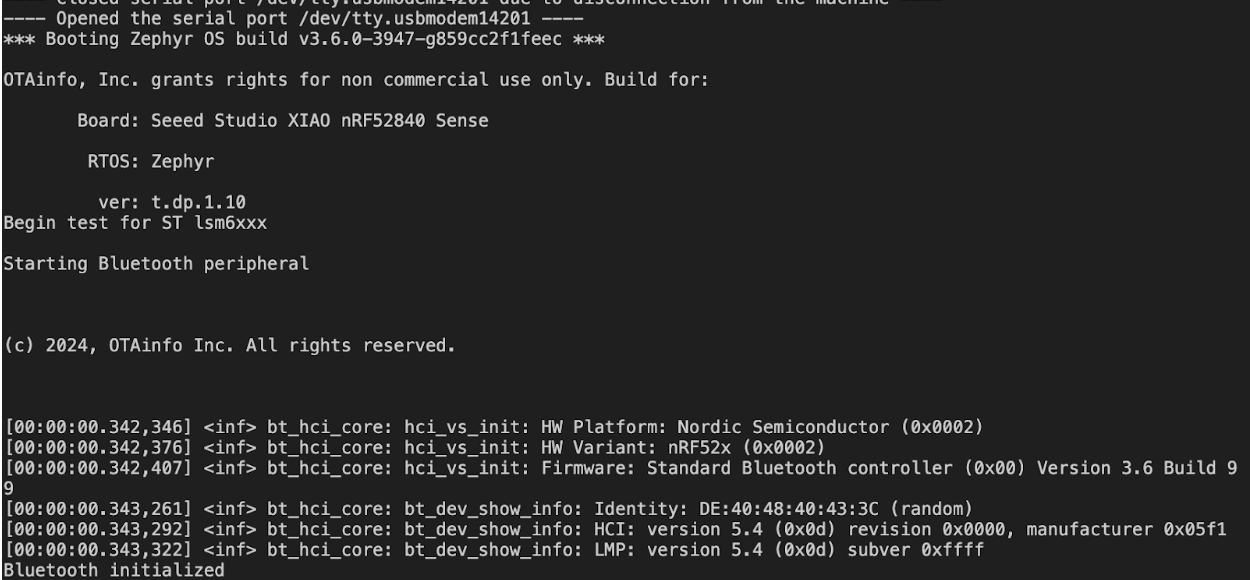 ---- Closed serial port /dev/tty.usbmodem14201 due to disconnection from the machine ----
---- Opened the serial port /dev/tty.usbmodem14201 ----
*** Booting Zephyr OS build v3.6.0-3947-g859cc2f1feec ***
OTAinfo, Inc. grants rights for non commercial use only. Build for:
Board: Seeed Studio XIAO nRF52840 Sense
RTOS: Zephyr
ver: t.dp.1.10
Begin test for ST lsm6xxx
Starting Bluetooth peripheral
(c) 2024, OTAinfo Inc. All rights reserved.
[00:00:00.342,346] <inf> bt_hci_core: hci_vs_init: HW Platform: Nordic Semiconductor (0x0002)
[00:00:00.342,376] <inf> bt_hci_core: hci_vs_init: HW Variant: nRF52x (0x0002)
[00:00:00.342,407] <inf> bt_hci_core: hci_vs_init: Firmware: Standard Bluetooth controller (0x00) Version 3.6 Build 9
9
[00:00:00.343,261] <inf> bt_hci_core: bt_dev_show_info: Identity: DE:40:48:40:43:3C (random)
[00:00:00.343,292] <inf> bt_hci_core: bt_dev_show_info: HCI: version 5.4 (0x0d) revision 0x0000, manufacturer 0x05f1
[00:00:00.343,322] <inf> bt_hci_core: bt_dev_show_info: LMP: version 5.4 (0x0d) subver 0xffff
Bluetooth initialized